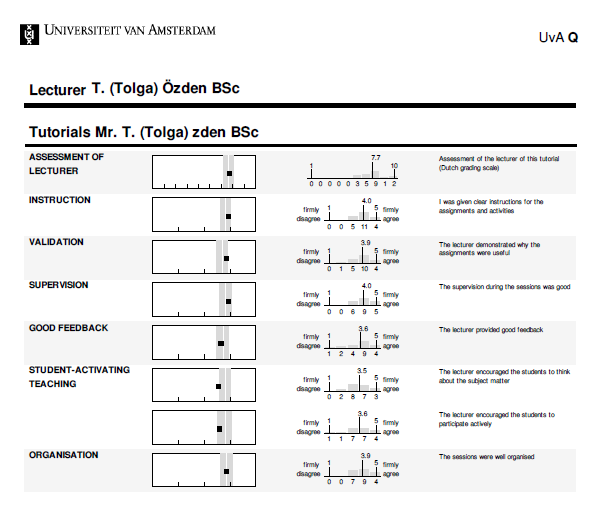 UNIVERSITEIT VAN AMSTERDAM
UvA Q
Lecturer T. (Tolga) Özden BSc
Tutorials Mr. T. (Tolga) zden BSc
ASSESSMENT OF
LECTURER
1 7.7 10
0 0 0 0 0 3 5 9 1 2
Assessment of the lecturer of this tutorial
(Dutch grading scale)
INSTRUCTION
firmly 1 4.0 5 firmly
disagree agree
0 0 5 11 4
I was given clear instructions for the
assignments and activities
VALIDATION
firmly 1 3.9 5 firmly
disagree agree
0 1 5 10 4
The lecturer demonstrated why the
assignments were useful
SUPERVISION
firmly 1 4.0 5 firmly
disagree agree
0 0 6 9 5
The supervision during the sessions was good
GOOD FEEDBACK
firmly 1 3.6 5 firmly
disagree agree
1 2 4 9 4
The lecturer provided good feedback
STUDENT-ACTIVATING
TEACHING
firmly 1 3.5 5 firmly
disagree agree
0 2 8 7 3
The lecturer encouraged the students to think
about the subject matter
firmly 1 3.6 5 firmly
disagree agree
1 1 7 7 4
The lecturer encouraged the students to
participate actively
ORGANISATION
firmly 1 3.9 5 firmly
disagree agree
0 0 7 9 4
The sessions were well organised